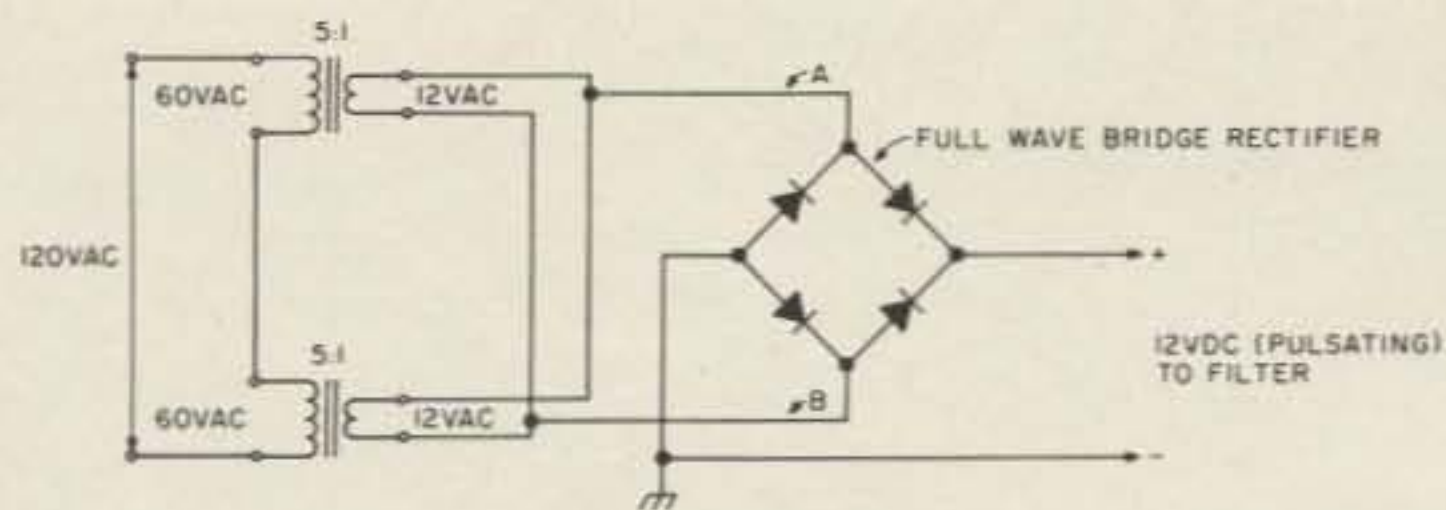 5:1
60VAC
12VAC
A
FULL WAVE BRIDGE RECTIFIER
120VAC
+
12VDC (PULSATING)
TO FILTER
5:1
60VAC
12VAC
B
-